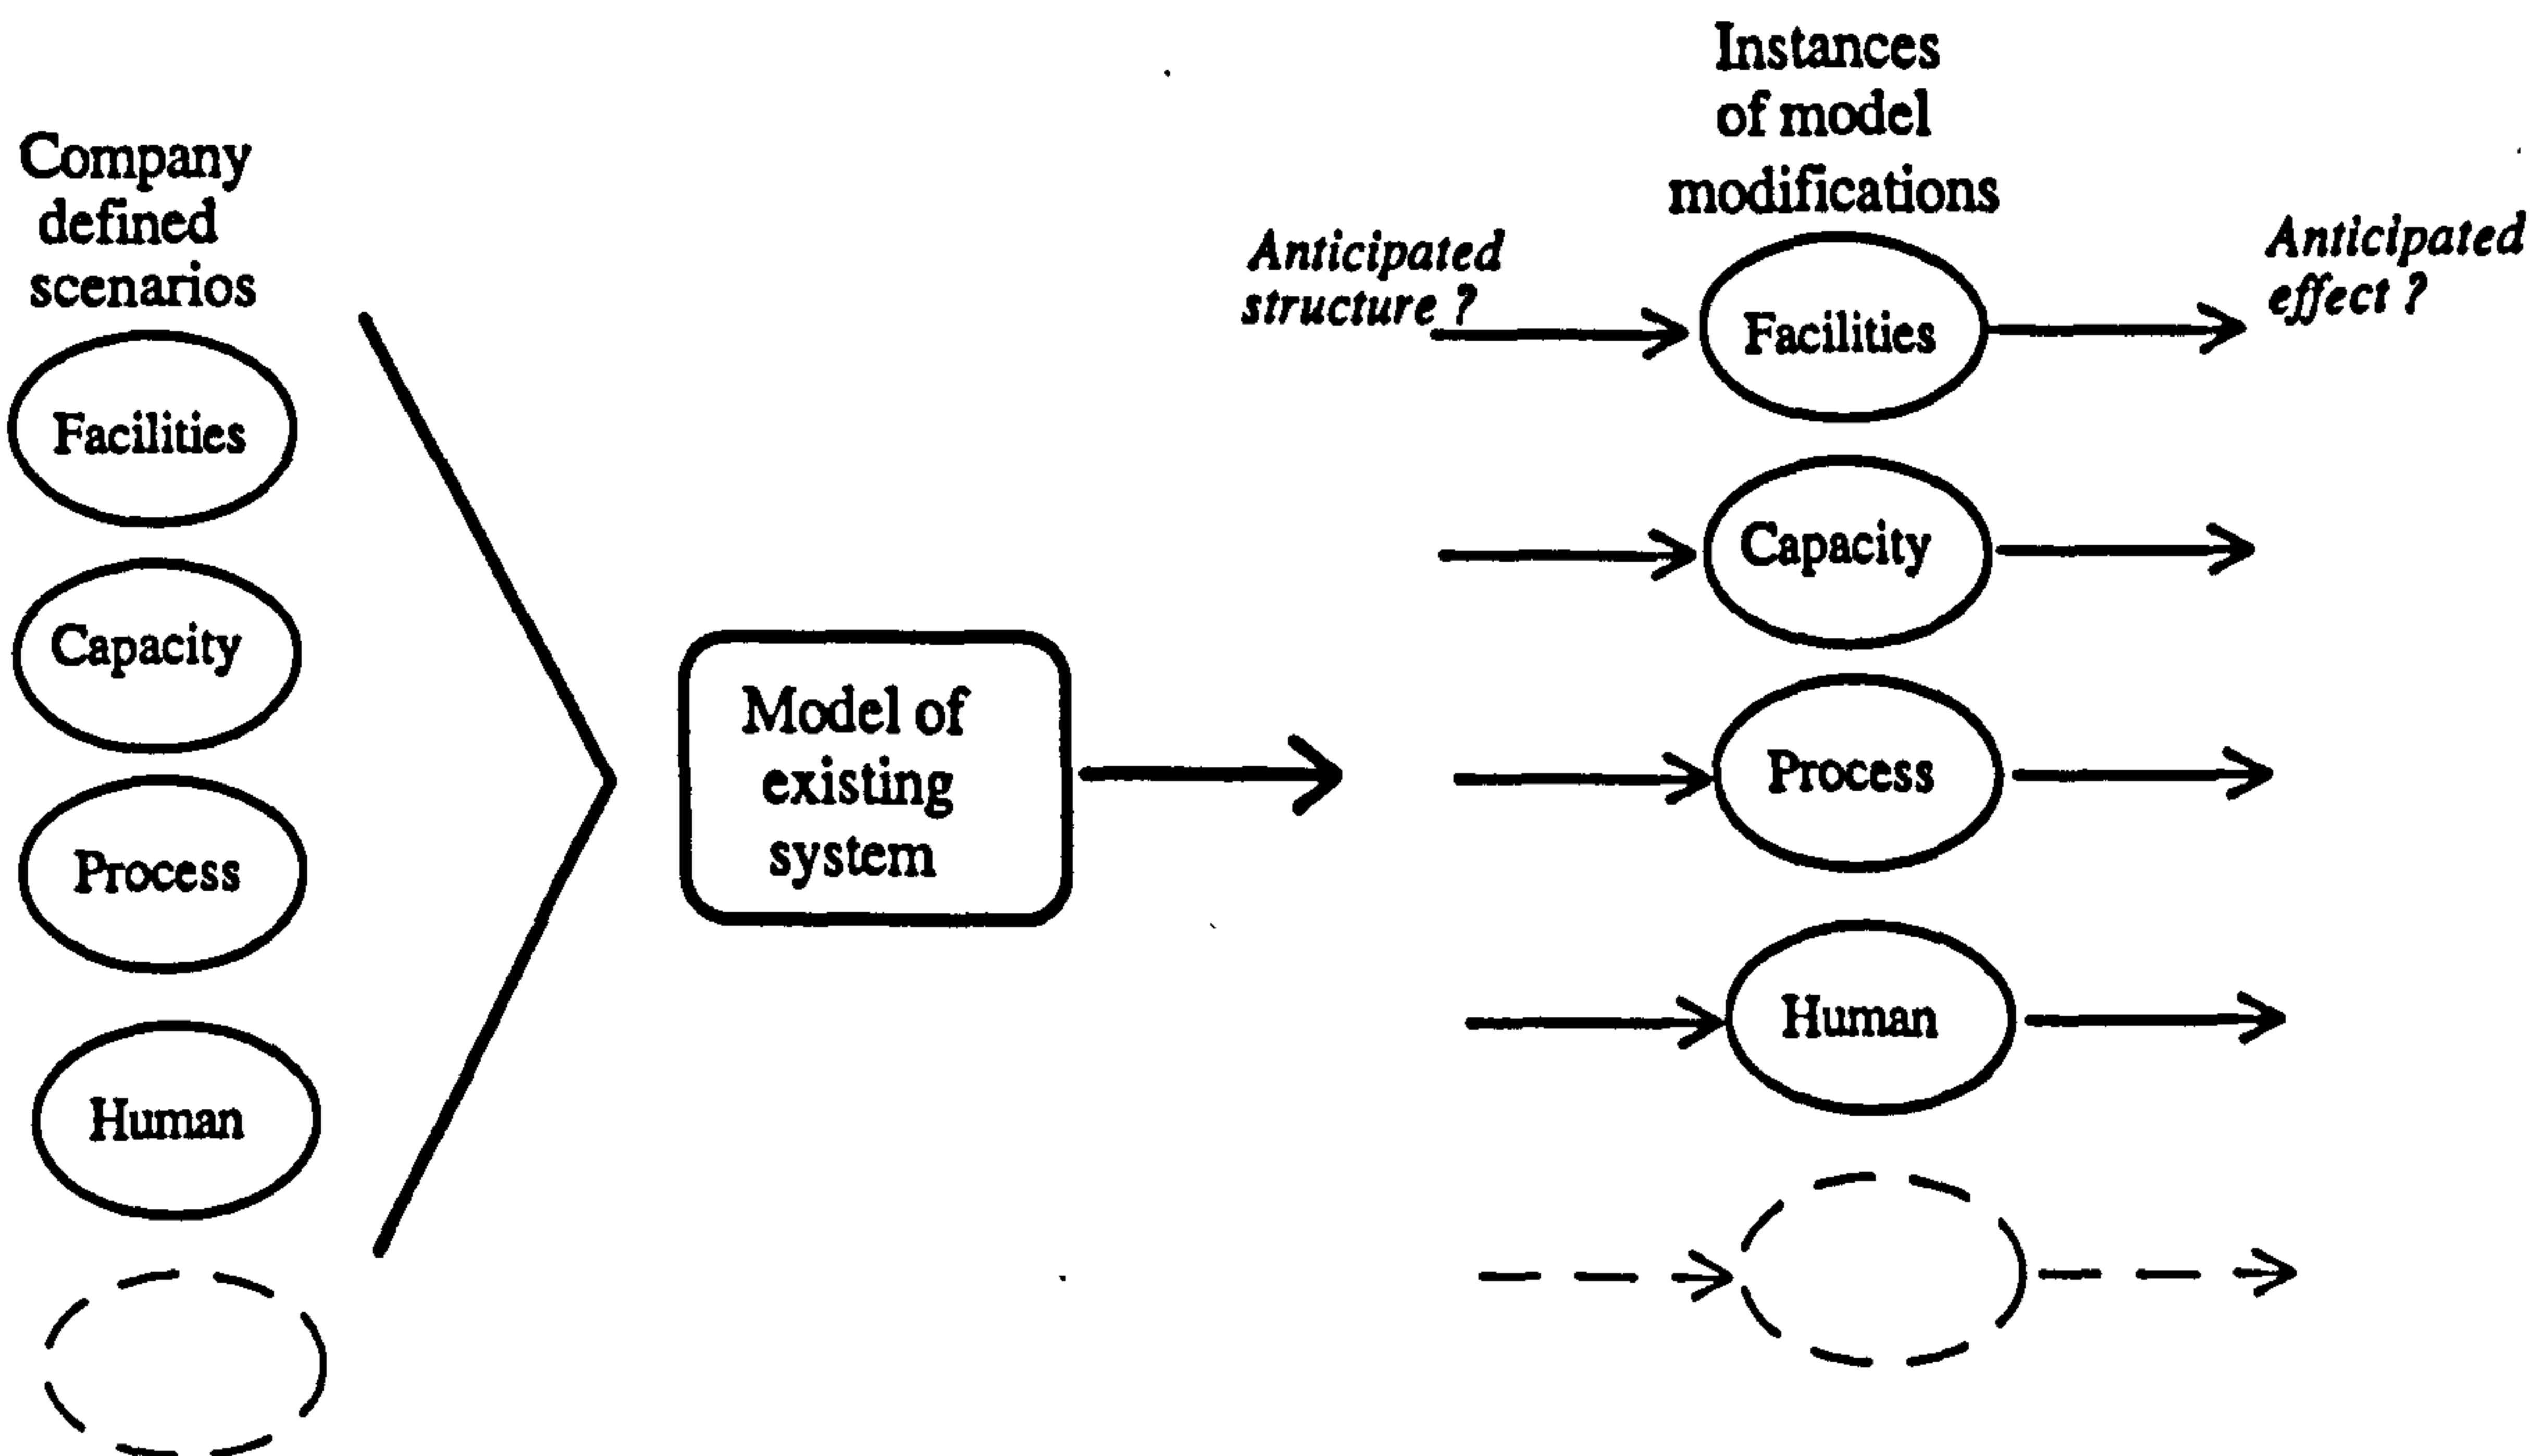 Company
defined
scenarios
Facilities
Capacity
Process
Human
Model of
existing
system
Anticipated
structure ?
Instances
of model
modifications
Facilities
Capacity
Process
Human
Anticipated
effect ?